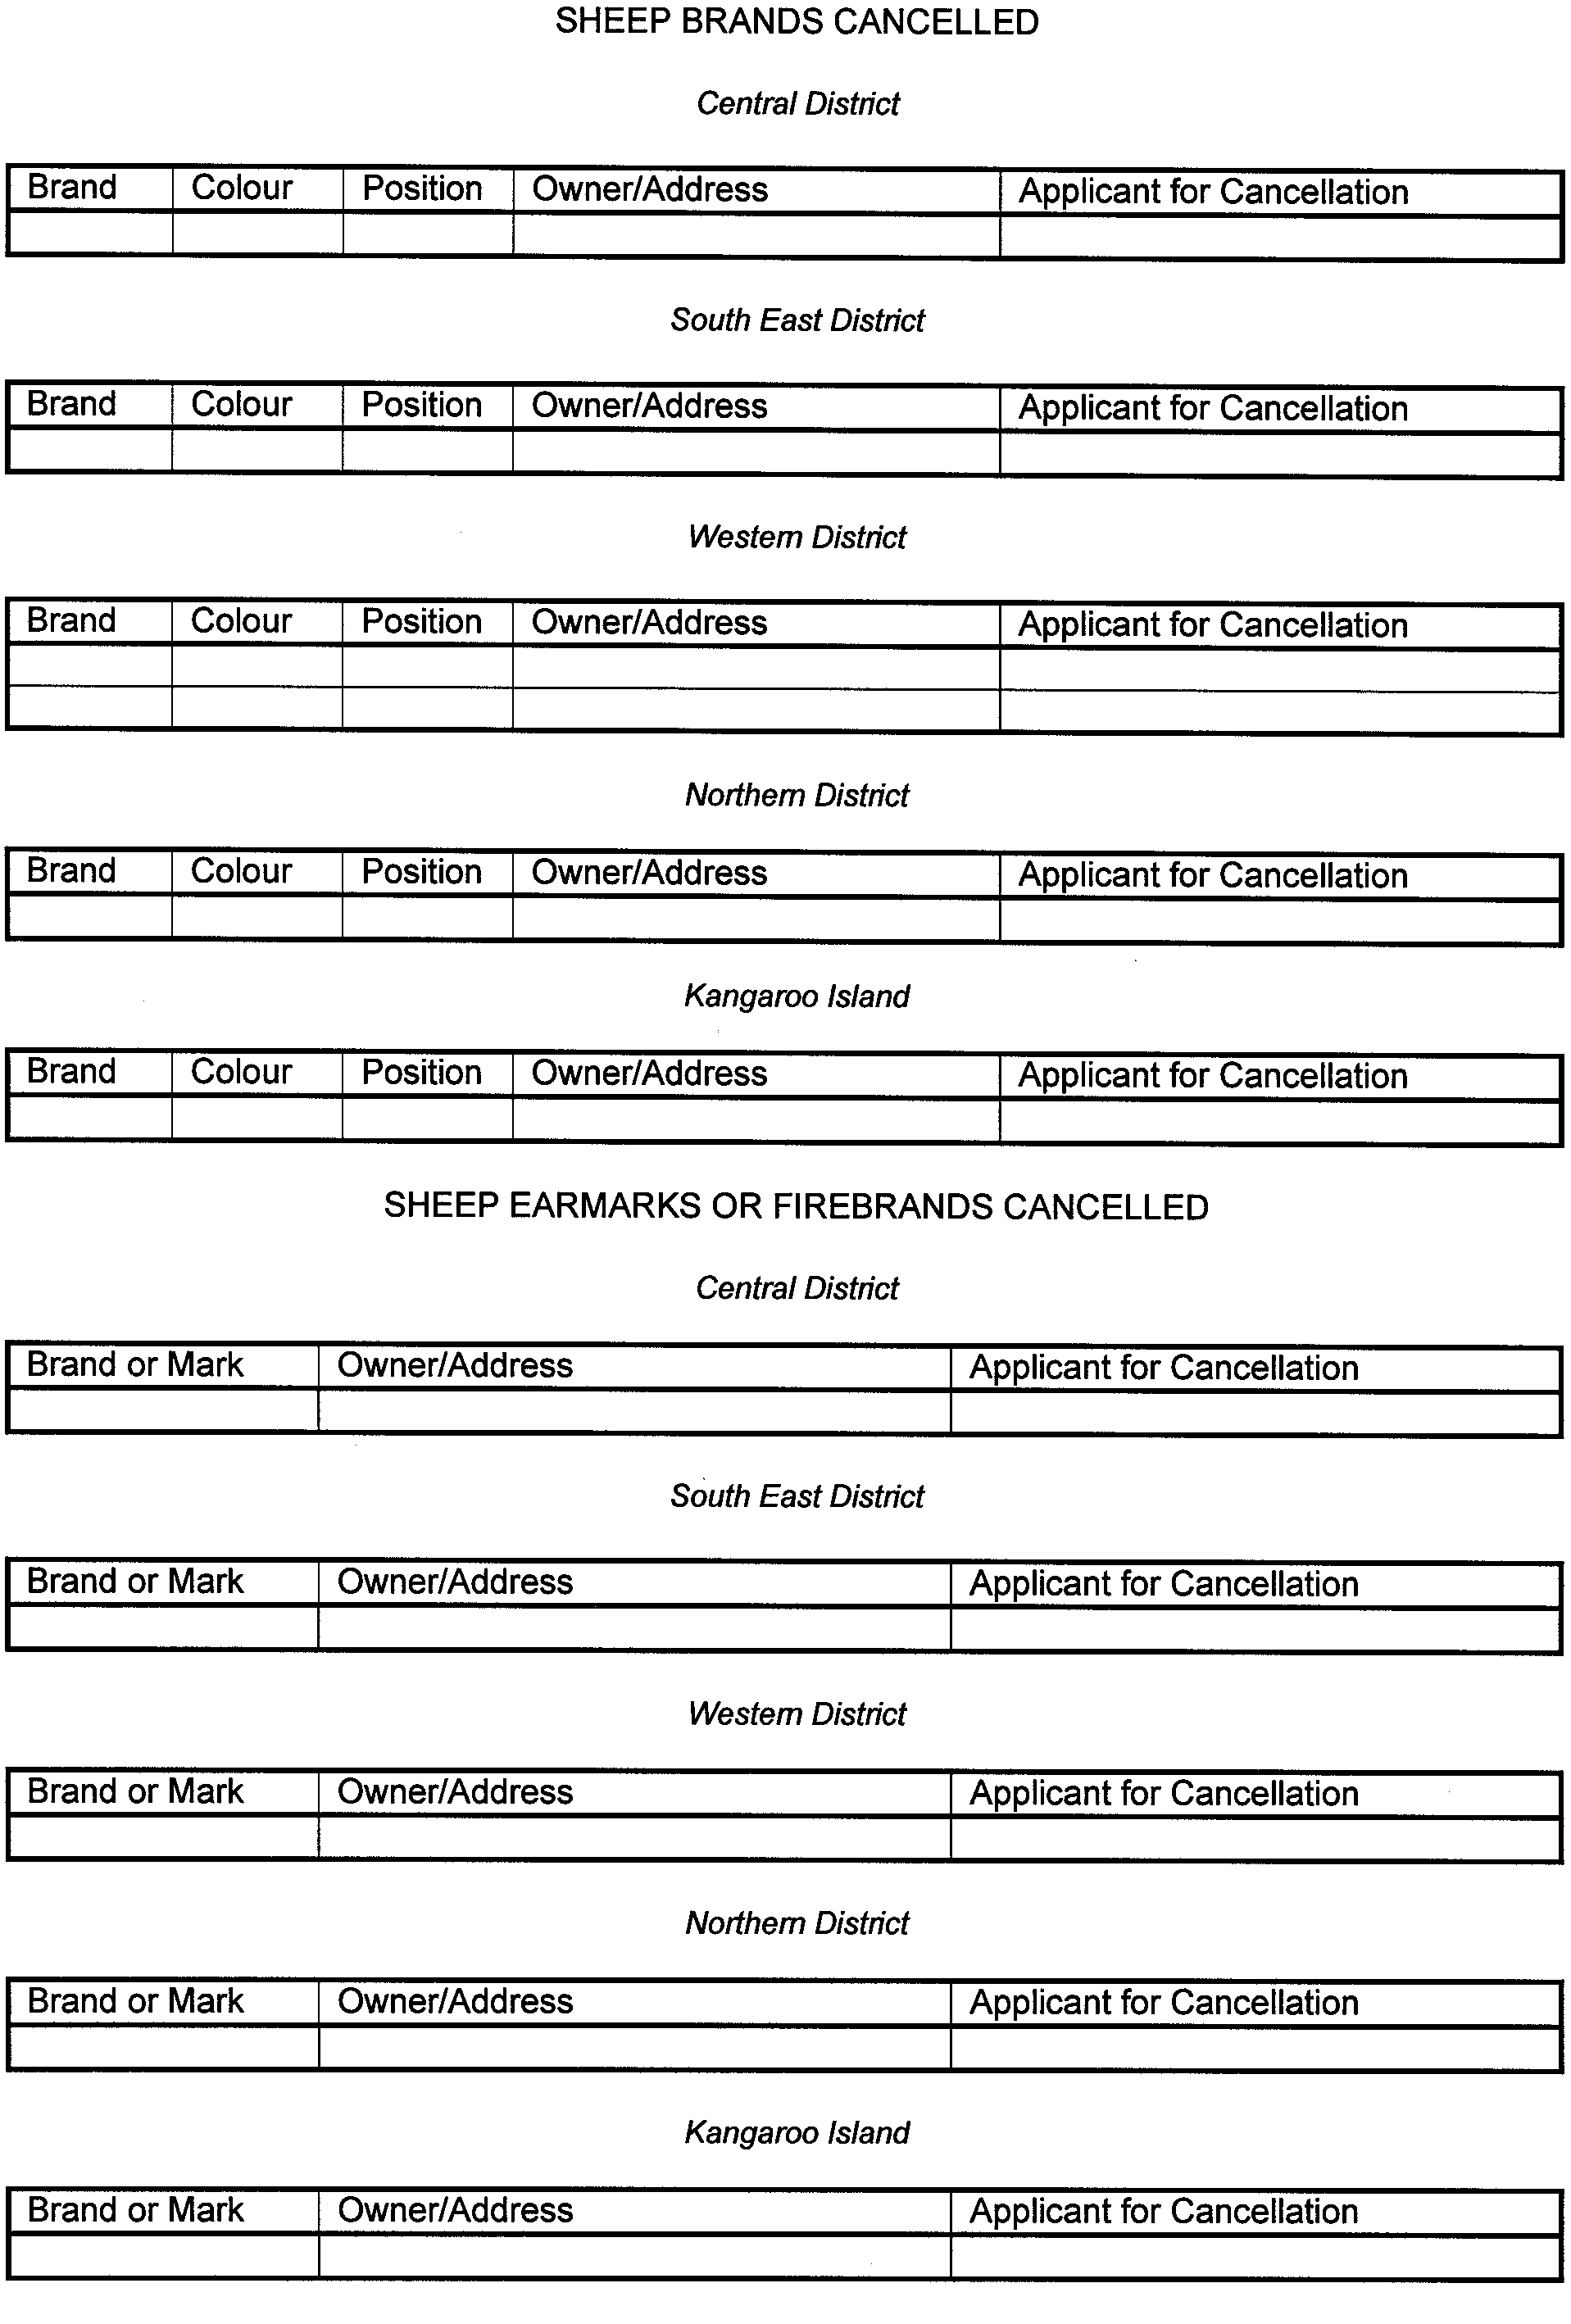 SHEEP BRANDS CANCELLED
Central District
Brand Colour Position Owner/Address Applicant for Cancellation
South East District
Brand Colour Position Owner/Address Applicant for Cancellation
Western District
Brand Colour Position Owner/Address Applicant for Cancellation
Northern District
Brand Colour Position Owner/Address Applicant for Cancellation
Kangaroo Island
Brand Colour Position Owner/Address Applicant for Cancellation
SHEEP EARMARKS OR FIREBRANDS CANCELLED
Central District
Brand or Mark Owner/Address Applicant for Cancellation
South East District
Brand or Mark Owner/Address Applicant for Cancellation
Western District
Brand or Mark Owner/Address Applicant for Cancellation
Northern District
Brand or Mark Owner/Address Applicant for Cancellation
Kangaroo Island
Brand or Mark Owner/Address Applicant for Cancellation